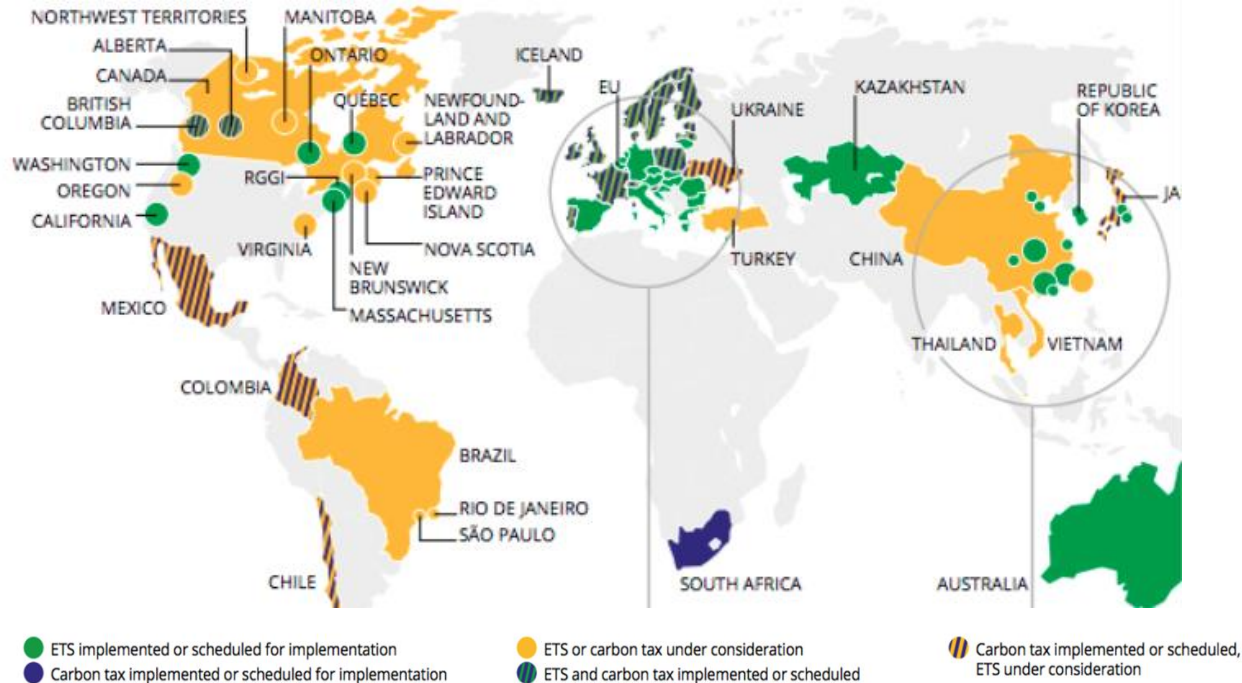 NORTHWEST TERRITORIES
MANITOBA
ALBERTA
ONTARIO
CANADA
BRITISH
COLUMBIA
QUÉBEC
NEWFOUND-
LAND AND
LABRADOR
WASHINGTON
OREGON
CALIFORNIA
RGGI
PRINCE
EDWARD
ISLAND
VIRGINIA
NOVA SCOTIA
NEW
BRUNSWICK
MASSACHUSETTS
MEXICO
COLOMBIA
BRAZIL
RIO DE JANEIRO
SÃO PAULO
CHILE
ICELAND
EU
UKRAINE
TURKEY
KAZAKHSTAN
REPUBLIC
OF KOREA
JA
CHINA
THAILAND
VIETNAM
SOUTH AFRICA
AUSTRALIA
ETS implemented or scheduled for implementation
Carbon tax implemented or scheduled for implementation
ETS or carbon tax under consideration
ETS and carbon tax implemented or scheduled
Carbon tax implemented or scheduled,
ETS under consideration